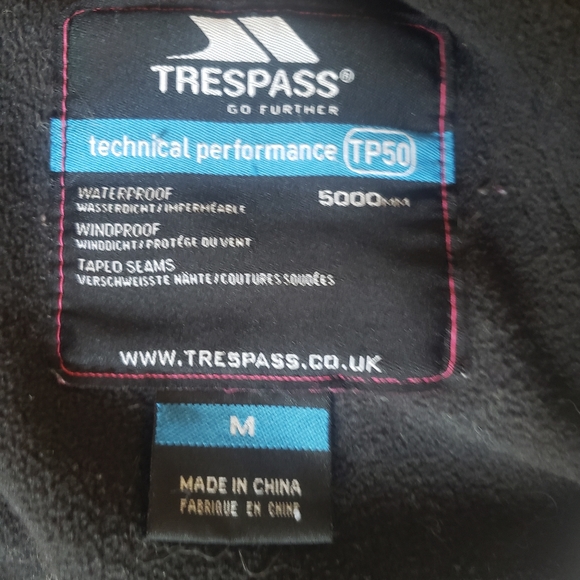 TRESPASS®
GO FURTHER
technical performance TP50
WATERPROOF 5000MM
WASSERDICHT/IMPERMÉABLE
WINDPROOF
WINDDICHT/PROTÉGE DU VENT
TAPED SEAMS
VERSCHWEISSTE NÄHTE/COUTURES SOUDÉES
WWW.TRESPASS.CO.UK
M
MADE IN CHINA
FABRIQUE EN CHINE